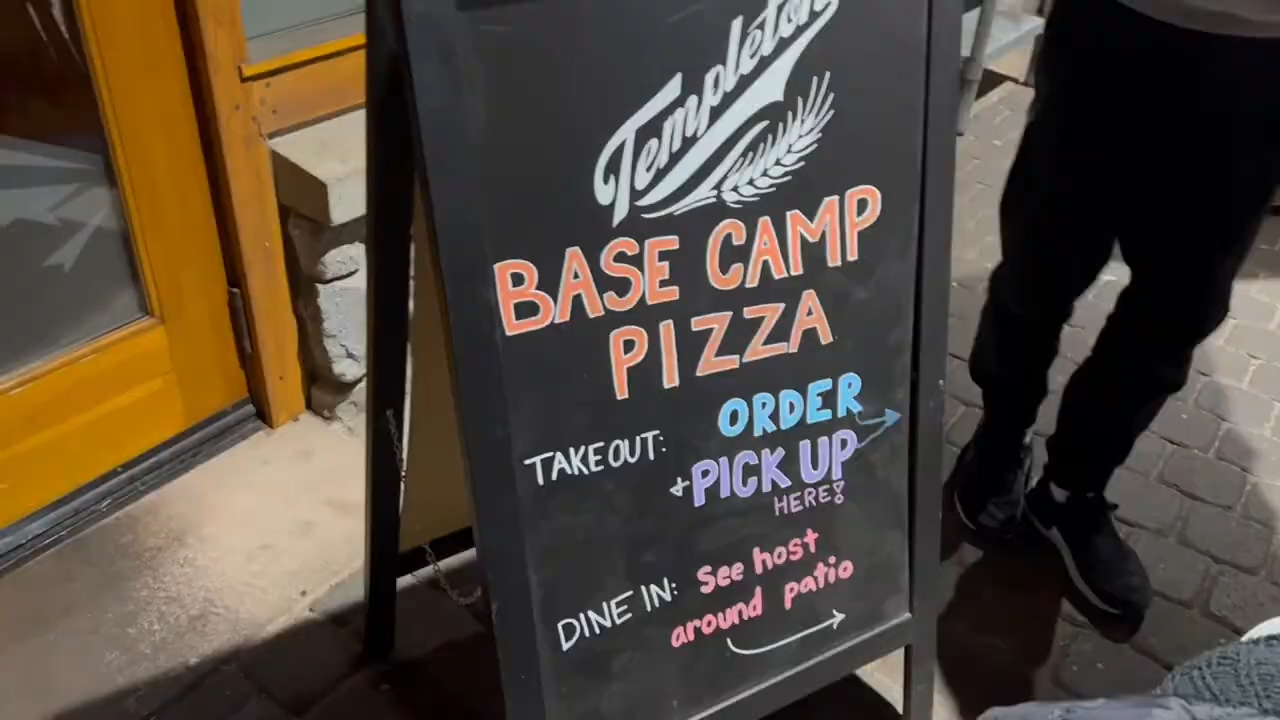 Templeton
BASE CAMP
PIZZA
TAKEOUT: ORDER
+PICK UP
HERE!
DINE IN: See host
around patio